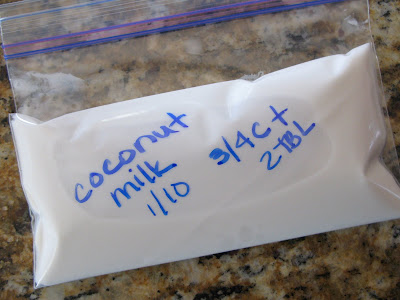 coconut
milk
1/10
3/4 C +
2 TBL